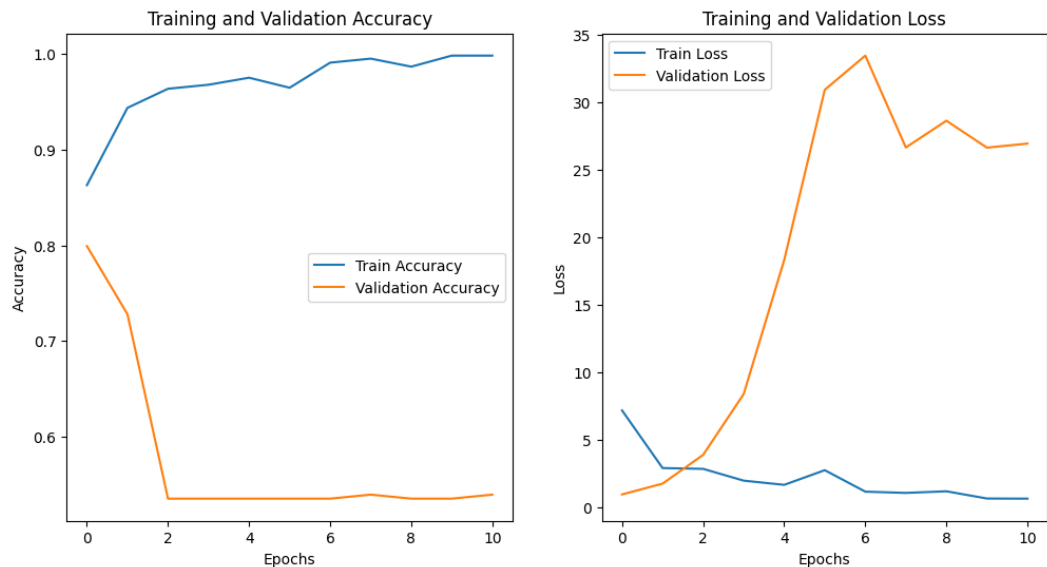 Training and Validation Accuracy
1.0
0.9
0.8
0.7
0.6
Accuracy
Train Accuracy
Validation Accuracy
0 2 4 6 8 10
Epochs
Training and Validation Loss
35
30
25
20
15
10
5
0
Loss
Train Loss
Validation Loss
0 2 4 6 8 10
Epochs